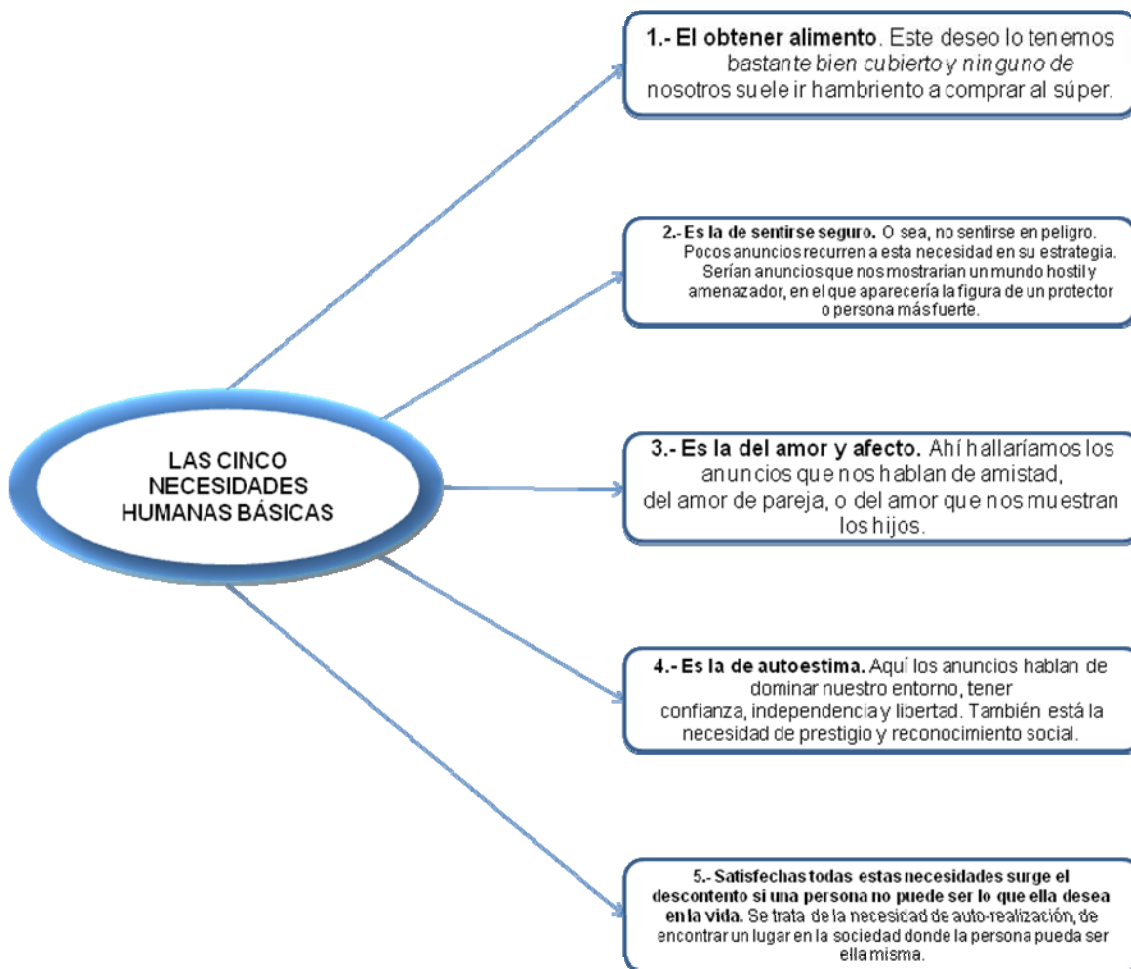 1.- El obtener alimento. Este deseo lo tenemos
bastante bien cubierto y ninguno de
nosotros suele ir hambriento a comprar al súper.
2.- Es la de sentirse seguro. O sea, no sentirse en peligro.
Pocos anuncios recurren a esta necesidad en su estrategia.
Serían anuncios que nos mostrarian un mundo hostil y
amenazador, en el que aparecería la figura de un protector
o persona más fuerte.
LAS CINCO
NECESIDADES
HUMANAS BÁSICAS
3.- Es la del amor y afecto. Ahí hallaríamos los
anuncios que nos hablan de amistad,
del amor de pareja, o del amor que nos muestran
los hijos.
4.- Es la de autoestima. Aquí los anuncios hablan de
dominar nuestro entorno, tener
confianza, independencia y libertad. También está la
necesidad de prestigio y reconocimiento social.
5.- Satisfechas todas estas necesidades surge el
descontento si una persona no puede ser lo que ella desea
en la vida. Se trata de la necesidad de auto-realización, de
encontrar un lugar en la sociedad donde la persona pueda ser
ella misma.